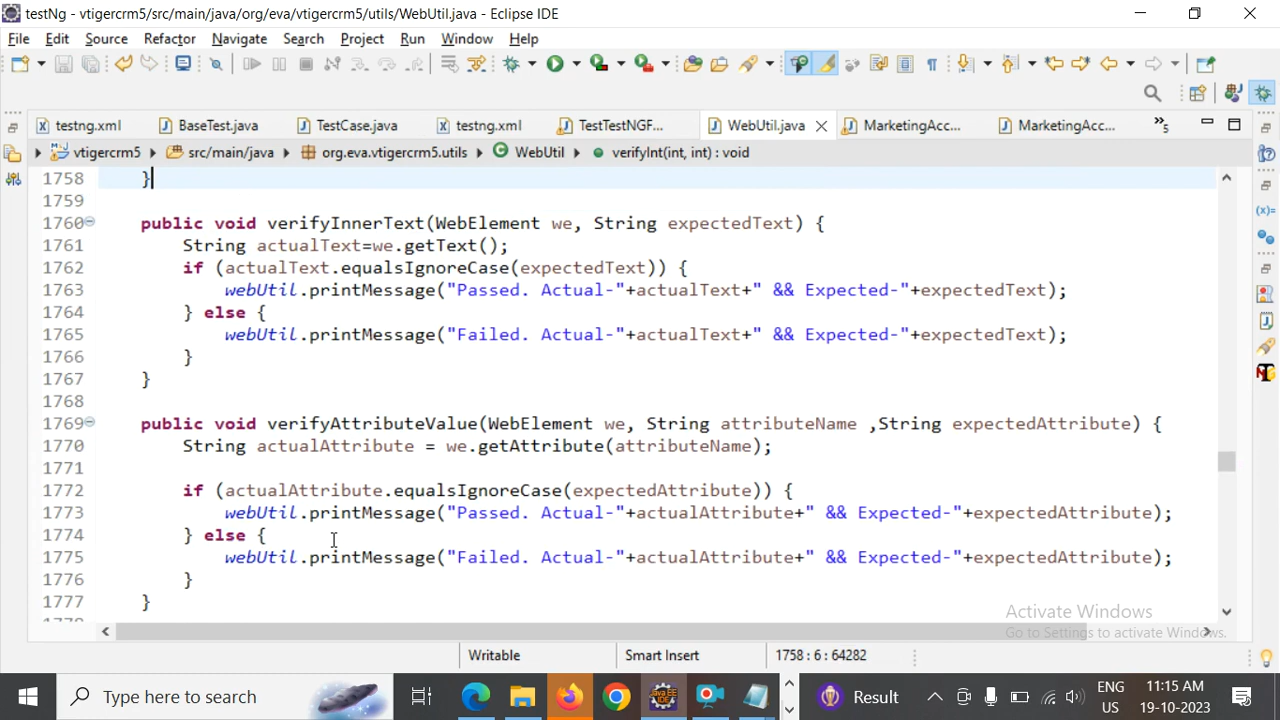 testNg - vtigercrm5/src/main/java/org/eva/vtigercrm5/utils/WebUtil.java - Eclipse IDE
File Edit Source Refactor Navigate Search Project Run Window Help
testng.xml BaseTest.java TestCase.java testng.xml TestTestNGF... WebUtil.java MarketingAcc... MarketingAcc... »5
vtigercrm5 src/main/java org.eva.vtigercrm5.utils WebUtil verifyInt(int, int) : void
1758 }
1759
1760 public void verifyInnerText(WebElement we, String expectedText) {
1761 String actualText=we.getText();
1762 if (actualText.equalsIgnoreCase(expectedText)) {
1763 webUtil.printMessage("Passed. Actual-"+actualText+" && Expected-"+expectedText);
1764 } else {
1765 webUtil.printMessage("Failed. Actual-"+actualText+" && Expected-"+expectedText);
1766 }
1767 }
1768
1769 public void verifyAttributeValue(WebElement we, String attributeName ,String expectedAttribute) {
1770 String actualAttribute = we.getAttribute(attributeName);
1771
1772 if (actualAttribute.equalsIgnoreCase(expectedAttribute)) {
1773 webUtil.printMessage("Passed. Actual-"+actualAttribute+" && Expected-"+expectedAttribute);
1774 } else {
1775 webUtil.printMessage("Failed. Actual-"+actualAttribute+" && Expected-"+expectedAttribute);
1776 }
1777 }
Activate Windows
Go to Settings to activate Windows.
Writable Smart Insert 1758 : 6 : 64282
Type here to search Result ENG 11:15 AM
US 19-10-2023